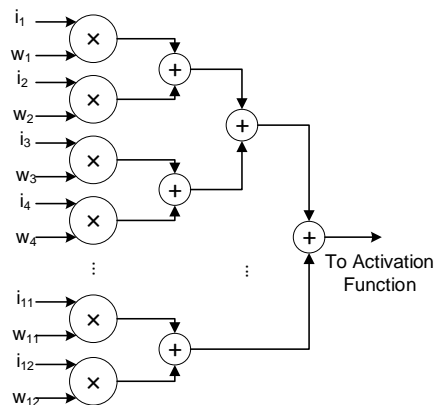 i1
w1
×
+
i2
w2
×
+
i3
w3
×
+
i4
w4
×
...
...
+
To Activation
Function
i11
w11
×
+
i12
w12
×